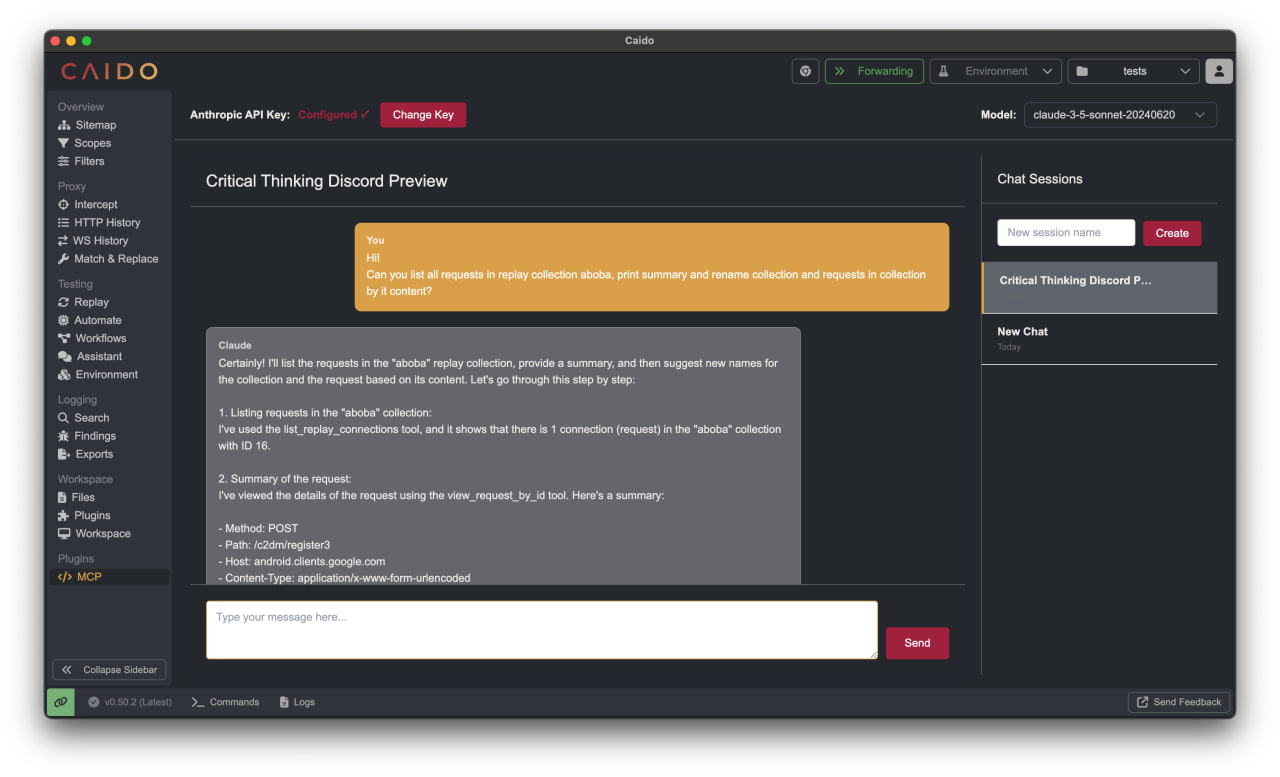 Caido
CAIDO
Forwarding
Environment
tests
Overview
Sitemap
Scopes
Filters
Proxy
Intercept
HTTP History
WS History
Match & Replace
Testing
Replay
Automate
Workflows
Assistant
Environment
Logging
Search
Findings
Exports
Workspace
Files
Plugins
Workspace
Plugins
</> MCP
Collapse Sidebar
Anthropic API Key: Configured ✓ Change Key
Model: claude-3-5-sonnet-20240620
Critical Thinking Discord Preview
You
Hi!
Can you list all requests in replay collection aboba, print summary and rename collection and requests in collection
by it content?
Claude
Certainly! I'll list the requests in the "aboba" replay collection, provide a summary, and then suggest new names for
the collection and the request based on its content. Let's go through this step by step:
1. Listing requests in the "aboba" collection:
I've used the list_replay_connections tool, and it shows that there is 1 connection (request) in the "aboba" collection
with ID 16.
2. Summary of the request:
I've viewed the details of the request using the view_request_by_id tool. Here's a summary:
- Method: POST
- Path: /c2dm/register3
- Host: android.clients.google.com
- Content-Type: application/x-www-form-urlencoded
Type your message here...
Send
Chat Sessions
New session name
Create
Critical Thinking Discord P...
New Chat
Today
v0.50.2 (Latest)
Commands
Logs
Send Feedback